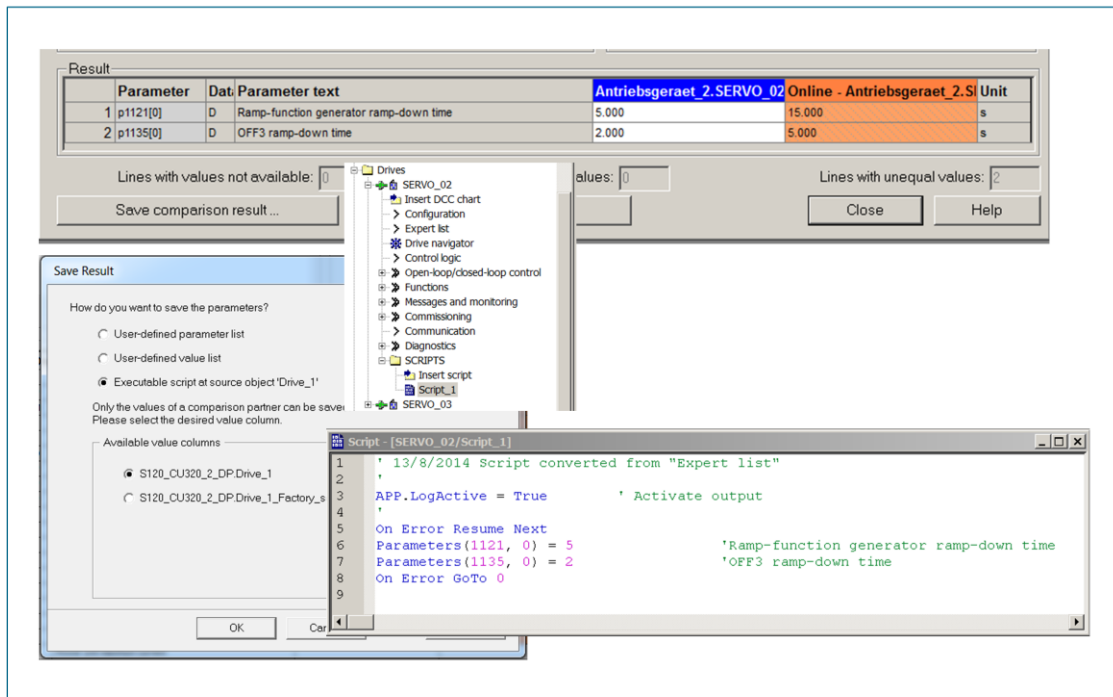 Result
Parameter Data Parameter text Antriebsgeraet_2.SERVO_02 Online - Antriebsgeraet_2.SE Unit
1 p1121[0] D Ramp-function generator ramp-down time 5.000 15.000 s
2 p1135[0] D OFF3 ramp-down time 2.000 5.000 s
Lines with values not available: 0 alues: 0 Lines with unequal values: 2
Save comparison result ... Close Help
Drives
SERVO_02
Insert DCC chart
Configuration
Expert list
Drive navigator
Control logic
Open-loop/closed-loop control
Functions
Messages and monitoring
Commissioning
Communication
Diagnostics
SCRIPTS
Insert script
Script_1
SERVO_03
Save Result
How do you want to save the parameters?
User-defined parameter list
User-defined value list
Executable script at source object 'Drive_1'
Only the values of a comparison partner can be saved
Please select the desired value column.
Available value columns
S120_CU320_2_DP.Drive_1
S120_CU320_2_DP.Drive_1_Factory_s
OK Can
Script - [SERVO_02/Script_1]
1 ' 13/8/2014 Script converted from "Expert list"
2 '
3 APP.LogActive = True ' Activate output
4 '
5 On Error Resume Next
6 Parameters(1121, 0) = 5 'Ramp-function generator ramp-down time
7 Parameters(1135, 0) = 2 'OFF3 ramp-down time
8 On Error GoTo 0
9